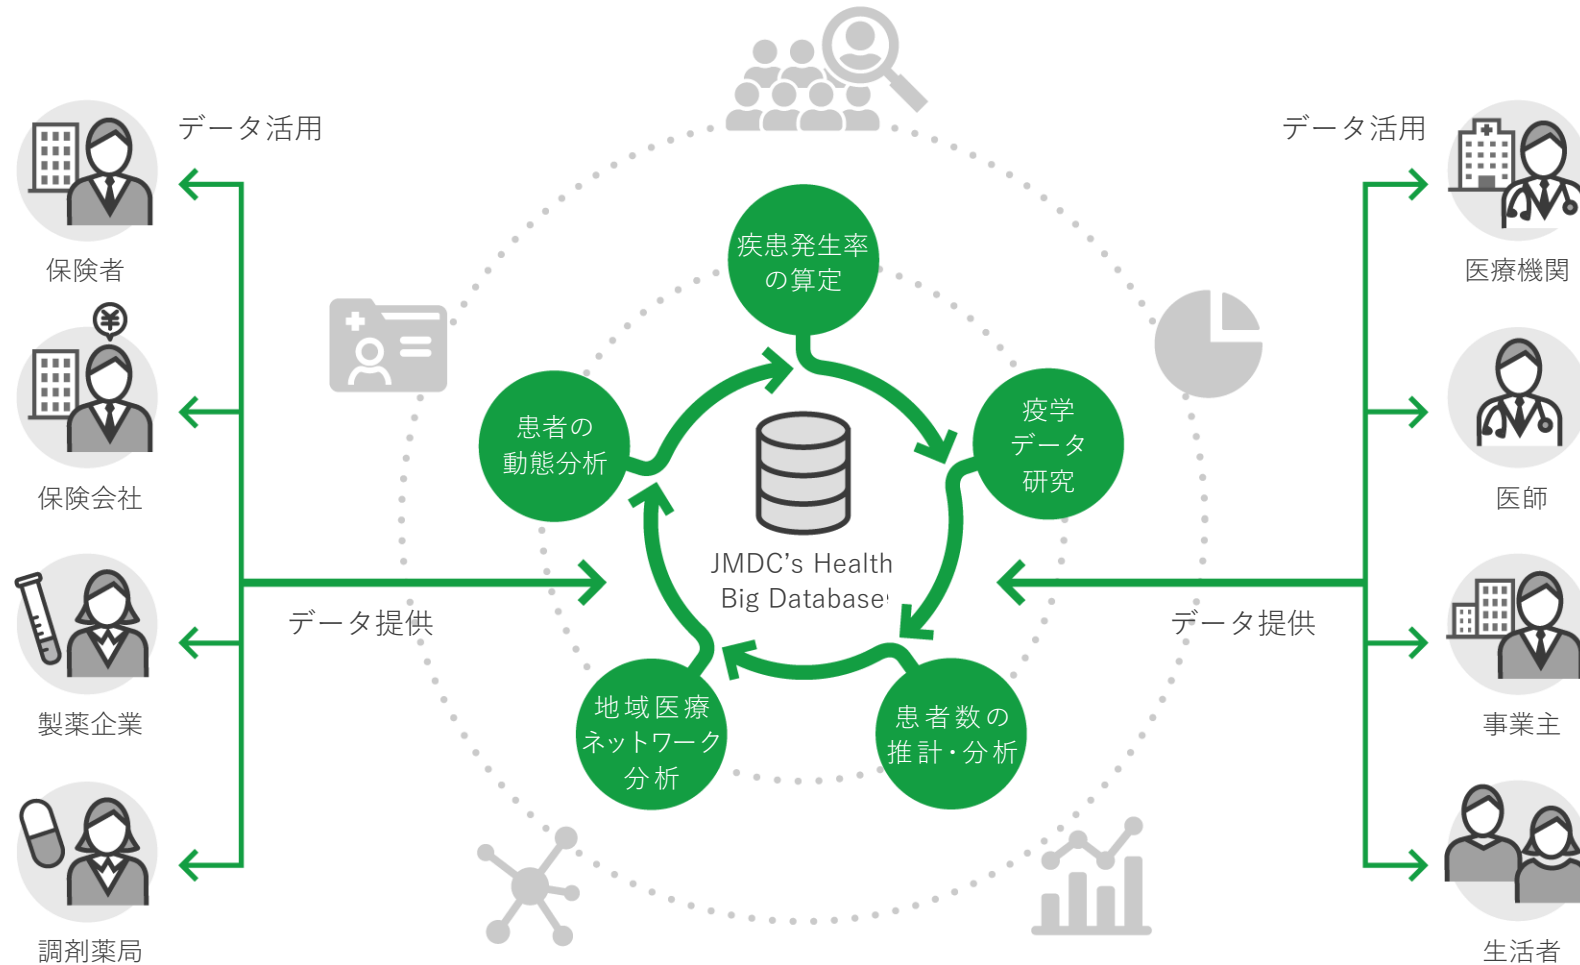 データ活用
データ活用
保険者
保険会社
製薬企業
調剤薬局
データ提供
疾患発生率
の算定
疫学
データ
研究
患者数の
推計・分析
地域医療
ネットワーク
分析
患者の
動態分析
¥
JMDC’s Health
Big Database
データ提供
医療機関
医師
事業主
生活者